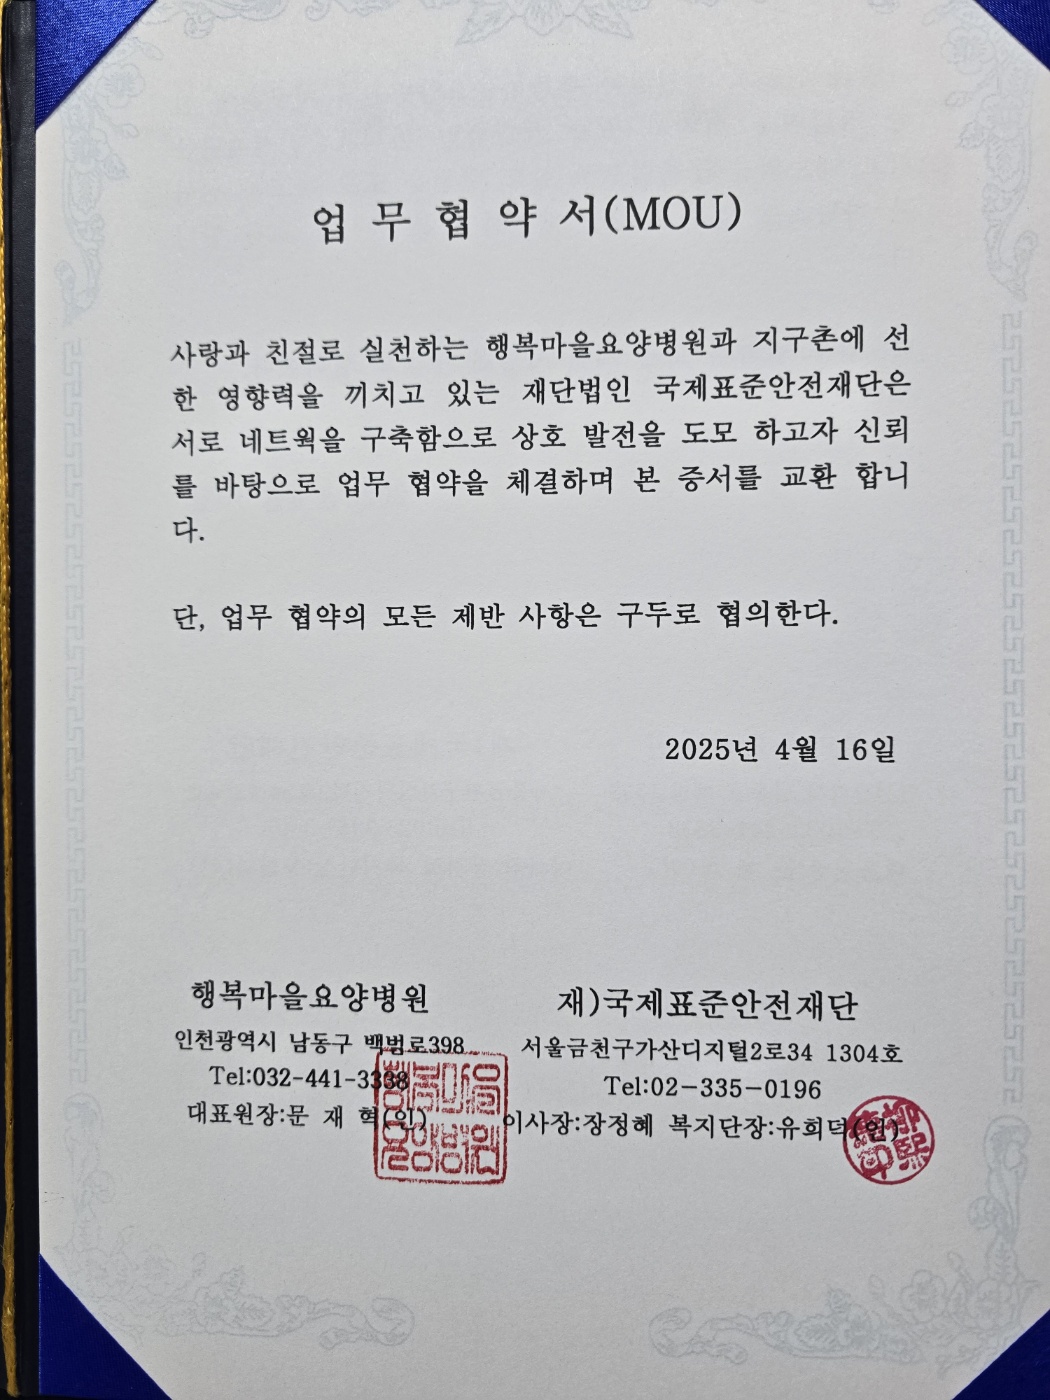 업 무 협 약 서(MOU)
사랑과 친절로 실천하는 행복마을요양병원과 지구촌에 선
한 영향력을 끼치고 있는 재단법인 국제표준안전재단은
서로 네트웍을 구축함으로 상호 발전을 도모 하고자 신뢰
를 바탕으로 업무 협약을 체결하며 본 증서를 교환 합니
다.
단, 업무 협약의 모든 제반 사항은 구두로 협의한다.
2025년 4월 16일
행복마을요양병원
인천광역시 남동구 백범로398
Tel:032-441-3338
대표원장:문 재 혁(인)
재)국제표준안전재단
서울금천구가산디지털2로34 1304호
Tel:02-335-0196
이사장:장정혜 복지단장:유희덕(인)